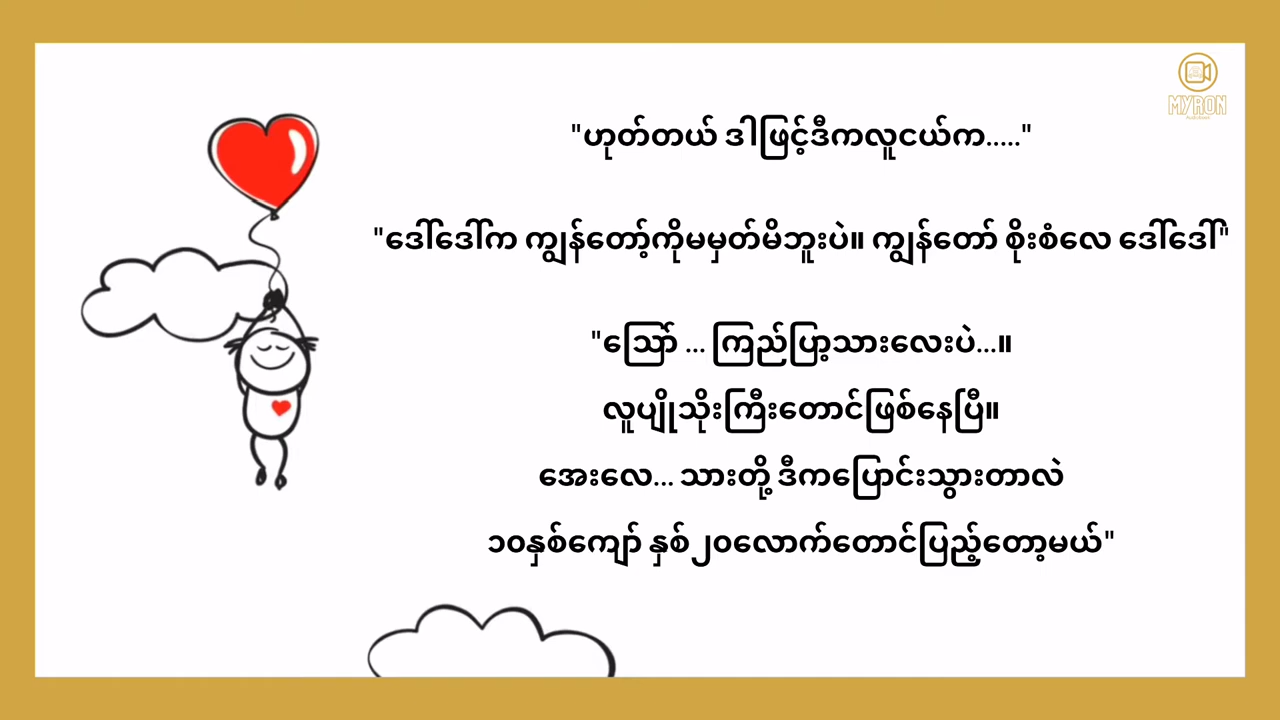 MYRON
"ဟုတ်တယ် ဒါဖြင့်ဒီကလူငယ်က....."
"ဒေါ်ဒေါ်က ကျွန်တော့်ကိုမမှတ်မိဘူးပဲ။ ကျွန်တော် စိုးစံလေ ဒေါ်ဒေါ်"
"သြော် ... ကြည်ပြာ့သားလေးပဲ...။
လူပျိုသိုးကြီးတောင်ဖြစ်နေပြီ။
အေးလေ... သားတို့ ဒီကပြောင်းသွားတာလဲ
၁၀နှစ်ကျော် နှစ်၂၀လောက်တောင်ပြည့်တော့မယ်"